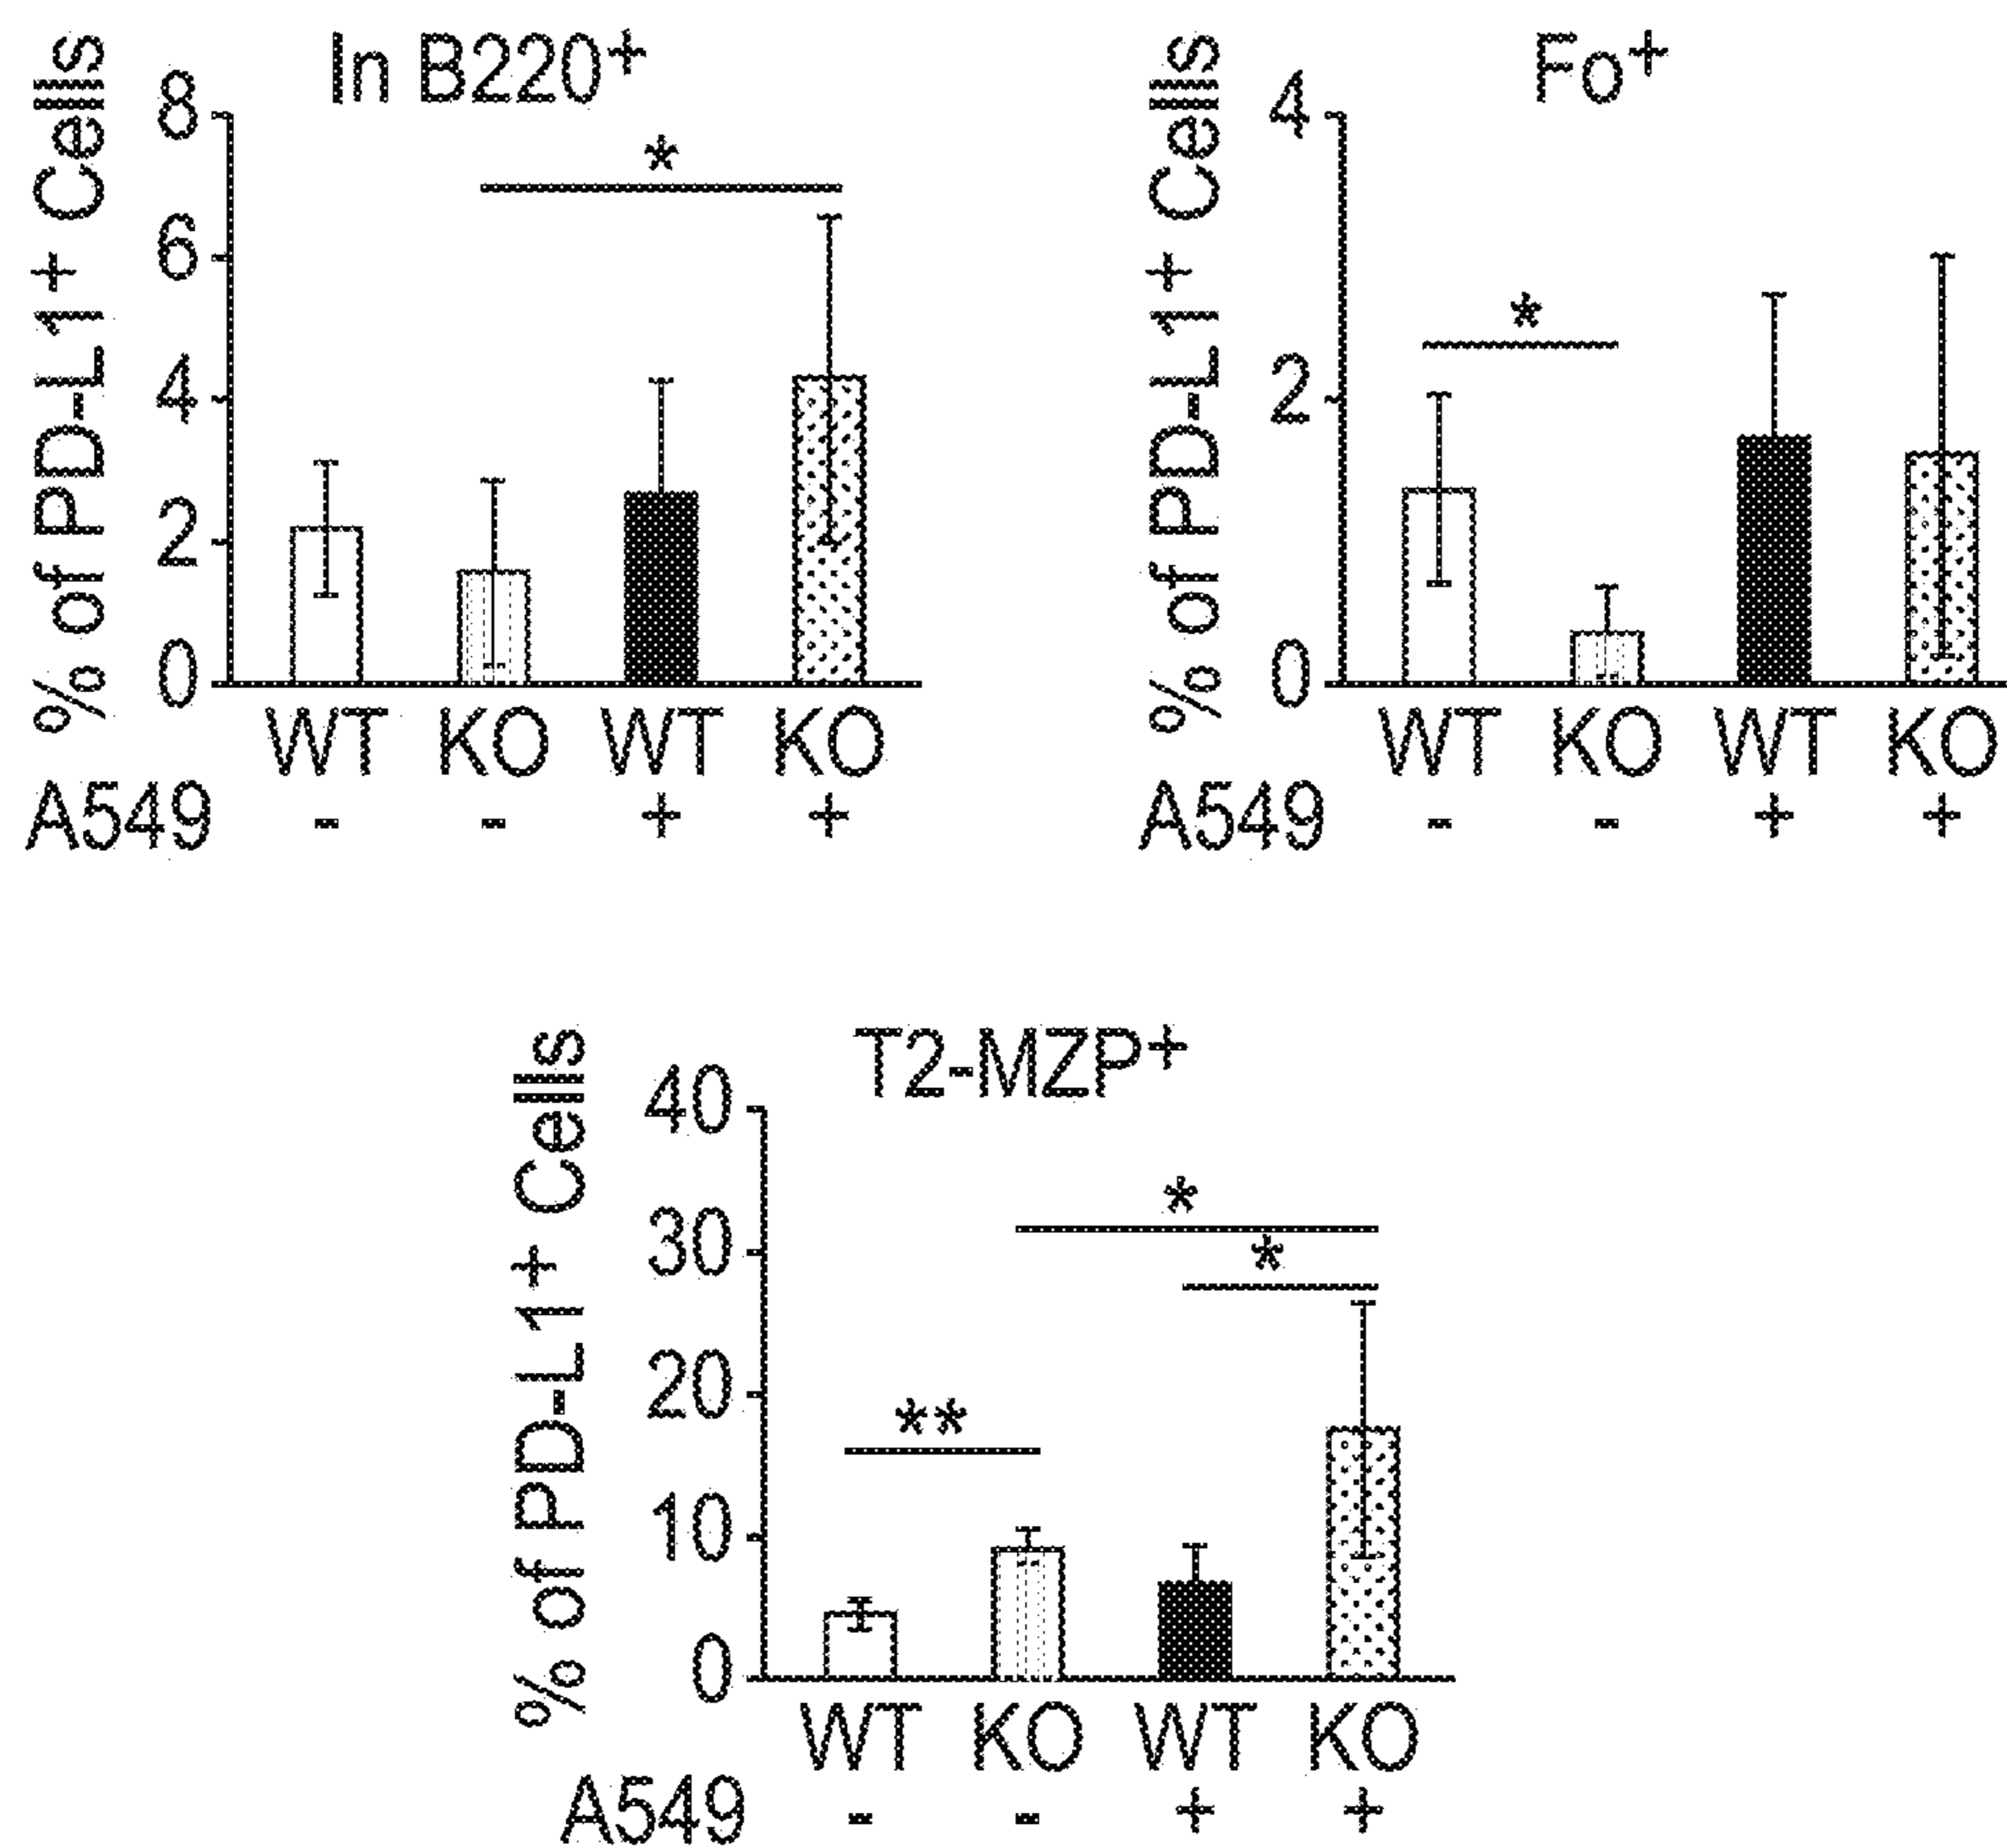 In B220+
% of PD-L1+ Cells
8
6
4
2
0
*
WT KO WT KO
A549 - - + +
Fo+
% of PD-L1+ Cells
4
2
0
*
WT KO WT KO
A549 - - + +
T2-MZP+
% of PD-L1+ Cells
40
30
20
10
0
*
*
**
WT KO WT KO
A549 - - + +